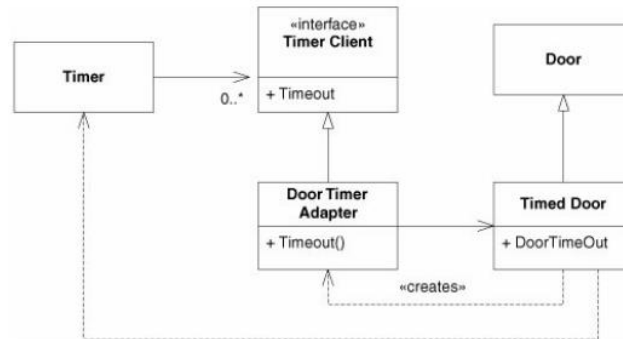 «interface»
Timer Client
Timer
Door
0..*
+ Timeout
Door Timer
Adapter
Timed Door
+ Timeout()
+ DoorTimeOut
«creates»